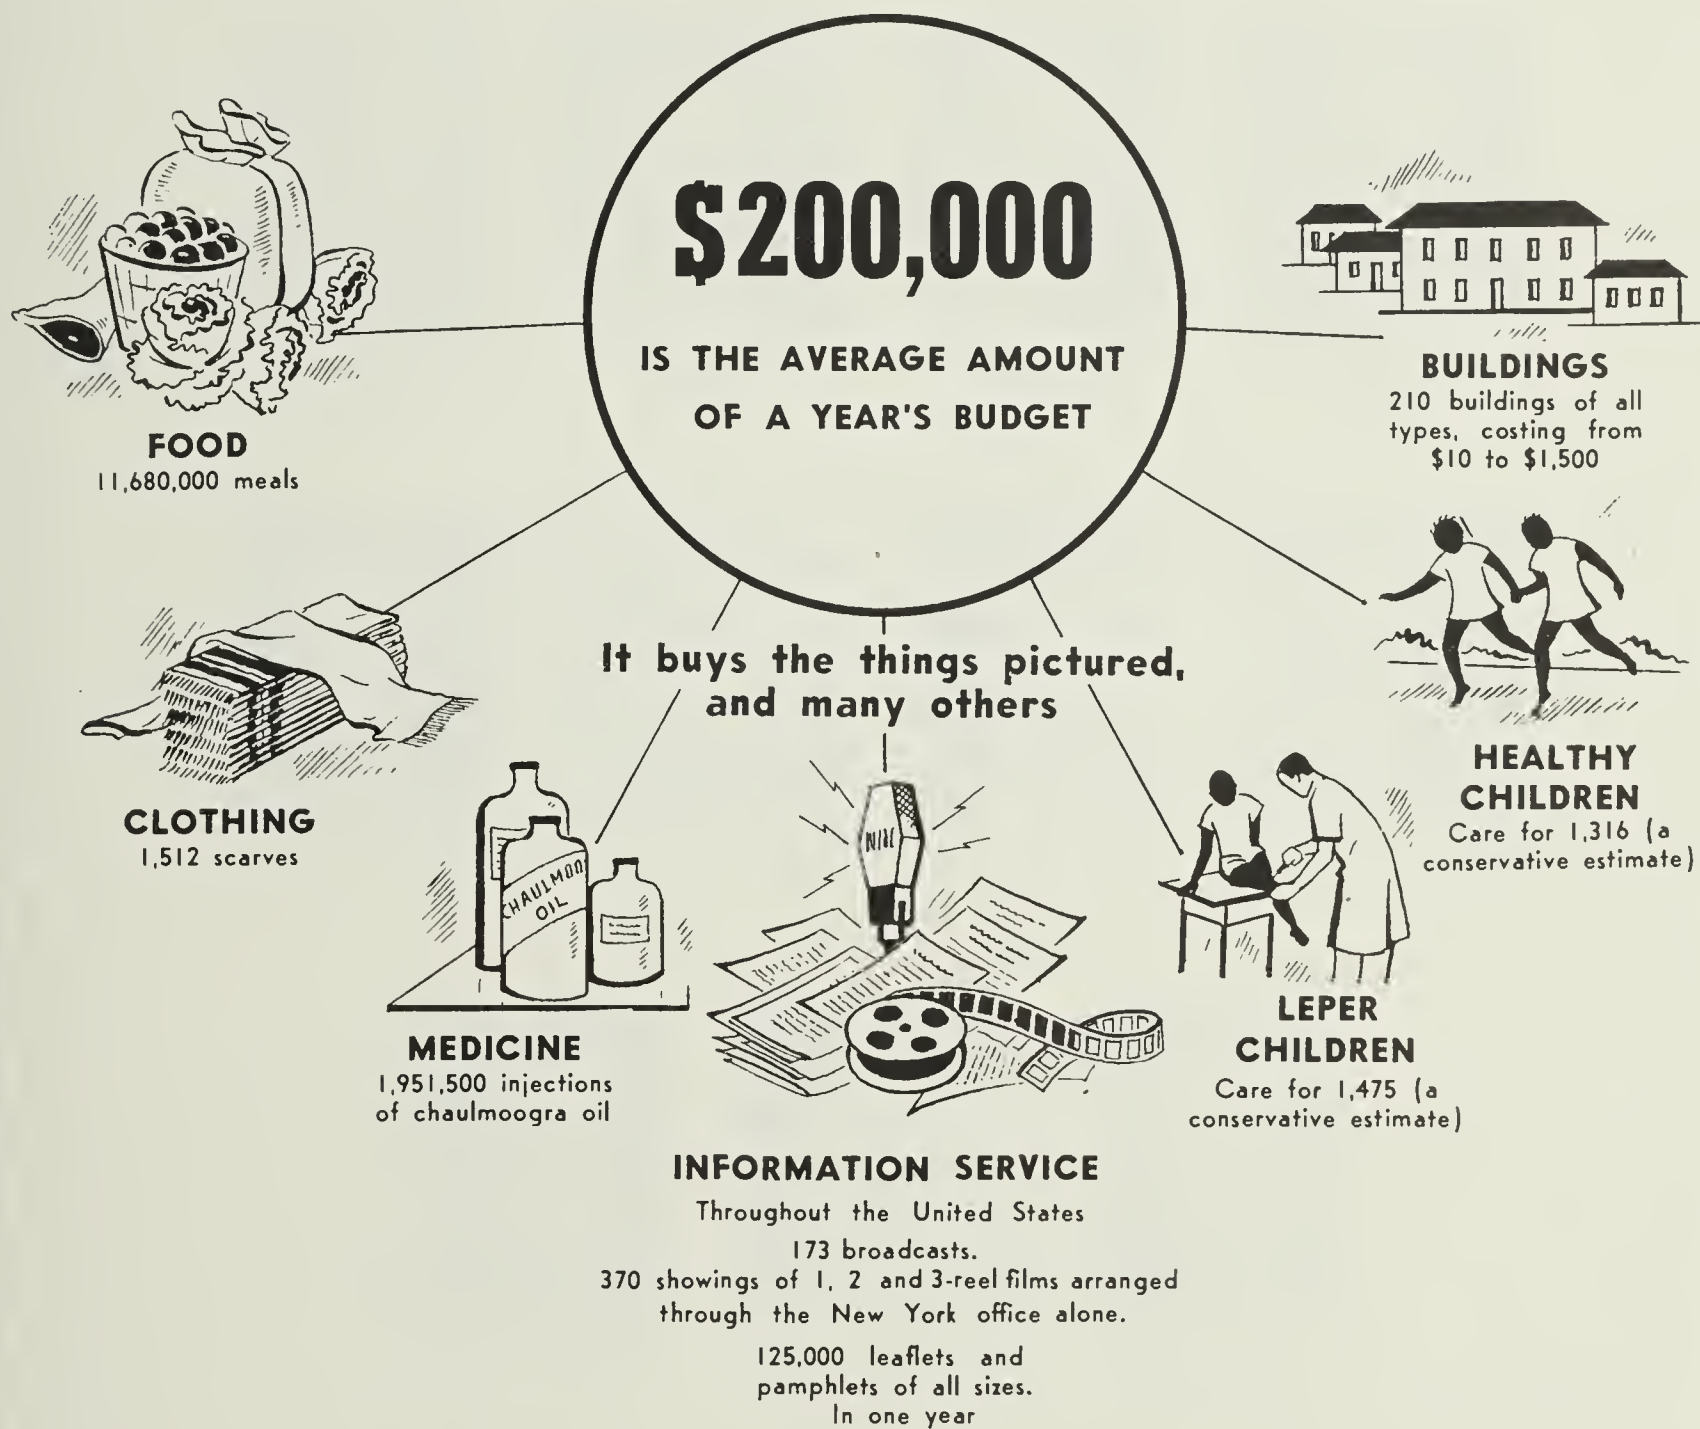 $200,000
IS THE AVERAGE AMOUNT
OF A YEAR'S BUDGET
It buys the things pictured,
and many others
FOOD
11,680,000 meals
CLOTHING
1,512 scarves
CHAULMOO
OIL
MEDICINE
1,951,500 injections
of chaulmoogra oil
INFORMATION SERVICE
Throughout the United States
173 broadcasts.
370 showings of 1, 2 and 3-reel films arranged
through the New York office alone.
125,000 leaflets and
pamphlets of all sizes.
In one year
LEPER
CHILDREN
Care for 1,475 (a
conservative estimate)
HEALTHY
CHILDREN
Care for 1,316 (a
conservative estimate)
BUILDINGS
210 buildings of all
types, costing from
$10 to $1,500